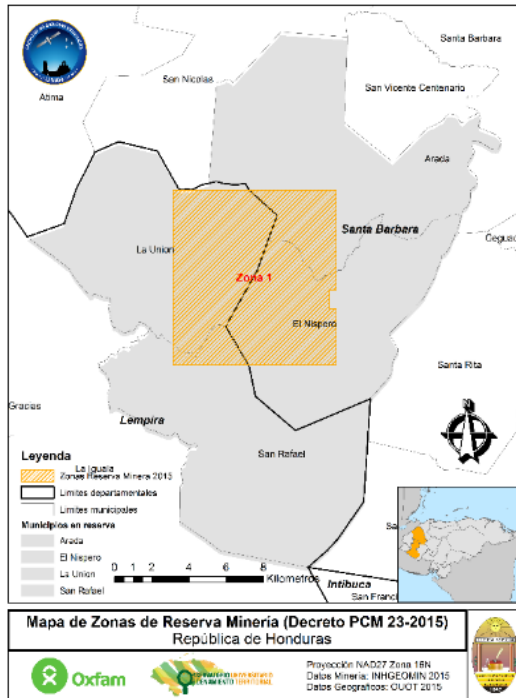 Santa Barbara
San Nicolas
San Vicente Centenario
Atima
Arada
La Union
Santa Barbara
Zona 1
El Nispero
Santa Rita
Gracias
Lempira
San Rafael
Leyenda
La Iguala
Zonas Reserva Minera 2015
Limites departamentales
Limites municipales
Municipios en reserva
Arada
El Nispero
La Union
San Rafael
0 1 2 4 6 8
Kilometros
Intibuca
San Franci
Mapa de Zonas de Reserva Minería (Decreto PCM 23-2015)
República de Honduras
Oxfam
Proyección NAD27 Zona 16N
Datos Mineria: INHGEOMIN 2015
Datos Geograficos: OUOT 2015